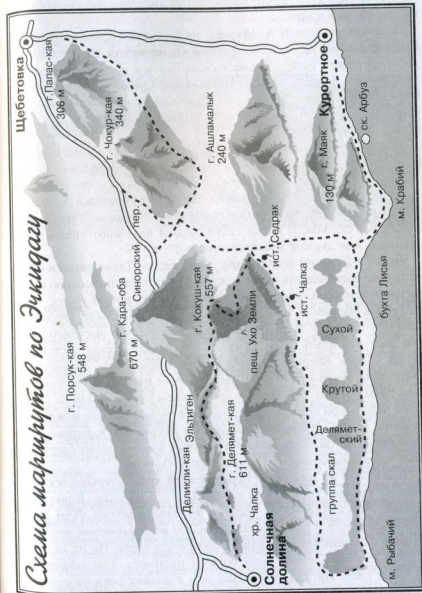 Схема маршрутов по Эчкидагу
Щебетовка
г. Папас-кая
306 м
г. Чокур-кая
340 м
г. Порсук-кая
548 м
г. Кара-оба
670 м
Синорский
пер.
г. Ашламалык
240 м
г. Маяк
130 м
Курортное
ск. Арбуз
м. Крабий
Деликли-кая
Эльтиген
г. Кокуш-кая
557 м
пещ. Ухо Земли
ист. Седрак
ист. Чалка
г. Делямет-кая
611 м
хр. Чалка
Солнечная
долина
группа скал
Делямет-
ский
Крутой
Сухой
бухта Лисья
м. Рыбачий